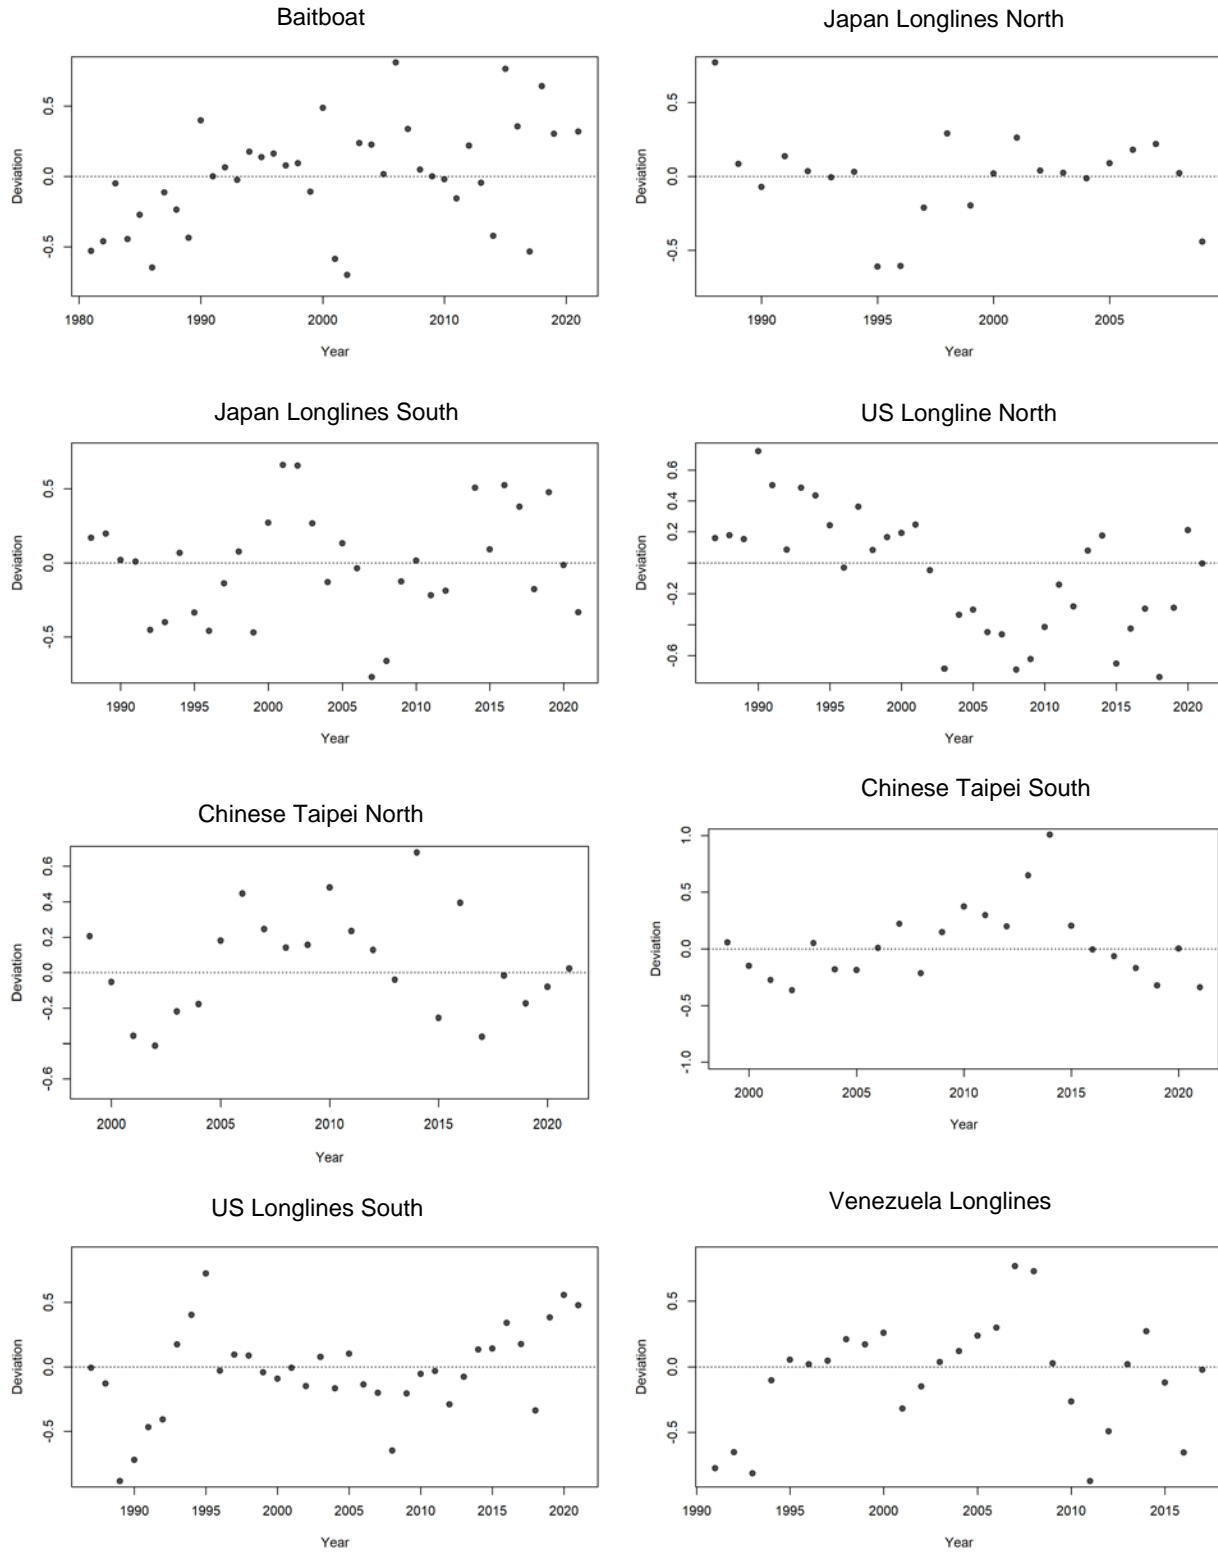 Baitboat
Deviation
0.5
0.0
-0.5
1980 1990 2000 2010 2020
Year
Japan Longlines North
Deviation
0.5
0.0
-0.5
1990 1995 2000 2005
Year
Japan Longlines South
Deviation
0.5
0.0
-0.5
1990 1995 2000 2005 2010 2015 2020
Year
US Longline North
Deviation
0.6
0.2
-0.2
-0.6
1990 1995 2000 2005 2010 2015 2020
Year
Chinese Taipei North
Deviation
0.6
0.4
0.2
0.0
-0.2
-0.6
2000 2005 2010 2015 2020
Year
Chinese Taipei South
Deviation
1.0
0.5
0.0
-0.5
-1.0
2000 2005 2010 2015 2020
Year
US Longlines South
Deviation
0.5
0.0
-0.5
1990 1995 2000 2005 2010 2015 2020
Year
Venezuela Longlines
Deviation
0.5
0.0
-0.5
1990 1995 2000 2005 2010 2015
Year